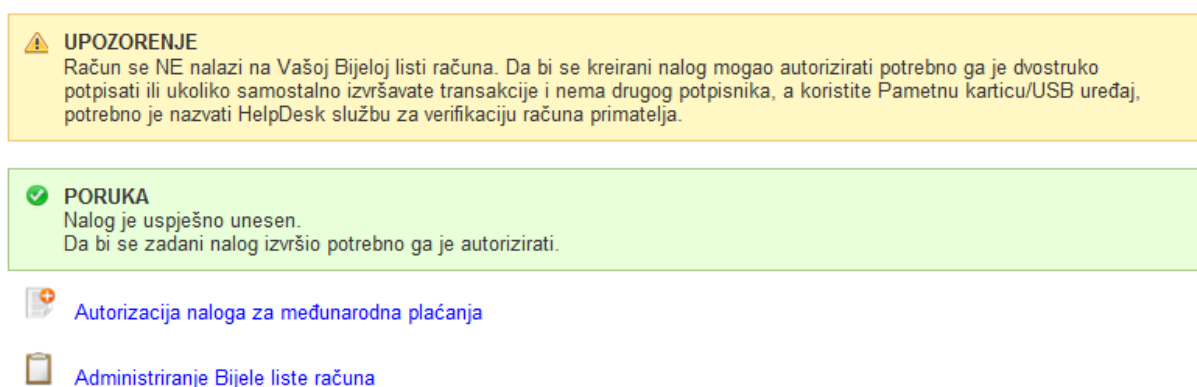 UPOZORENJE
Račun se NE nalazi na Vašoj Bijeloj listi računa. Da bi se kreirani nalog mogao autorizirati potrebno ga je dvostruko
potpisati ili ukoliko samostalno izvršavate transakcije i nema drugog potpisnika, a koristite Pametnu karticu/USB uređaj,
potrebno je nazvati HelpDesk službu za verifikaciju računa primatelja.
PORUKA
Nalog je uspješno unesen.
Da bi se zadani nalog izvršio potrebno ga je autorizirati.
Autorizacija naloga za međunarodna plaćanja
Administriranje Bijele liste računa